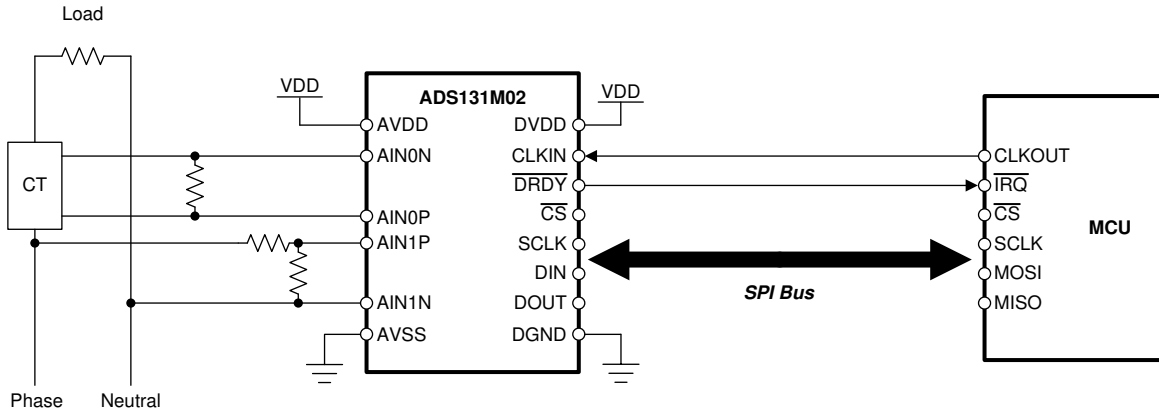 Load
VDD
ADS131M02
VDD
AVDD
DVDD
AIN0N
CLKIN
CLKOUT
CT
DRDY
IRQ
AIN0P
CS
CS
MCU
AIN1P
SCLK
SCLK
DIN
MOSI
SPI Bus
AIN1N
DOUT
MISO
AVSS
DGND
Phase
Neutral